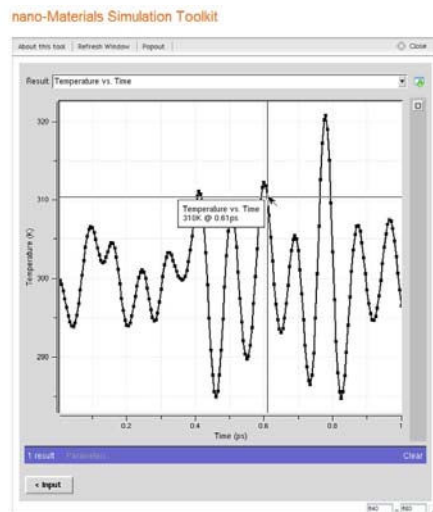 nano-Materials Simulation Toolkit
About this tool
Refresh Window
Popout
Close
Result: Temperature vs. Time
320
310
300
290
Temperature (K)
Temperature vs. Time
310K @ 0.61ps
0.2
0.4
0.6
0.8
1
Time (ps)
1 result
Parameters...
Clear
< Input